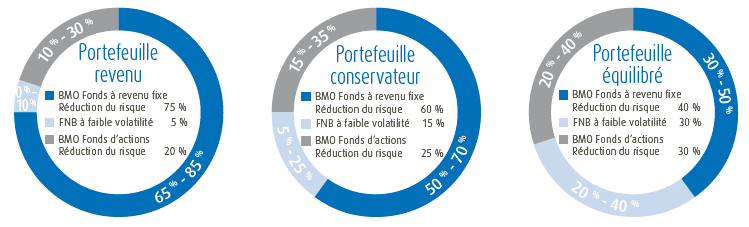 Portefeuille
revenu
BMO Fonds à revenu fixe
Réduction du risque 75 %
FNB à faible volatilité 5 %
BMO Fonds d'actions
Réduction du risque 20 %
10 % - 30 %
0 % -
10 %
65 % - 85 %
Portefeuille
conservateur
BMO Fonds à revenu fixe
Réduction du risque 60 %
FNB à faible volatilité 15 %
BMO Fonds d'actions
Réduction du risque 25 %
15 % - 35 %
5 % - 25 %
50 % - 70 %
Portefeuille
équilibré
BMO Fonds à revenu fixe
Réduction du risque 40 %
FNB à faible volatilité 30 %
BMO Fonds d'actions
Réduction du risque 30 %
20 % - 40 %
30 % - 50 %
20 % - 40 %